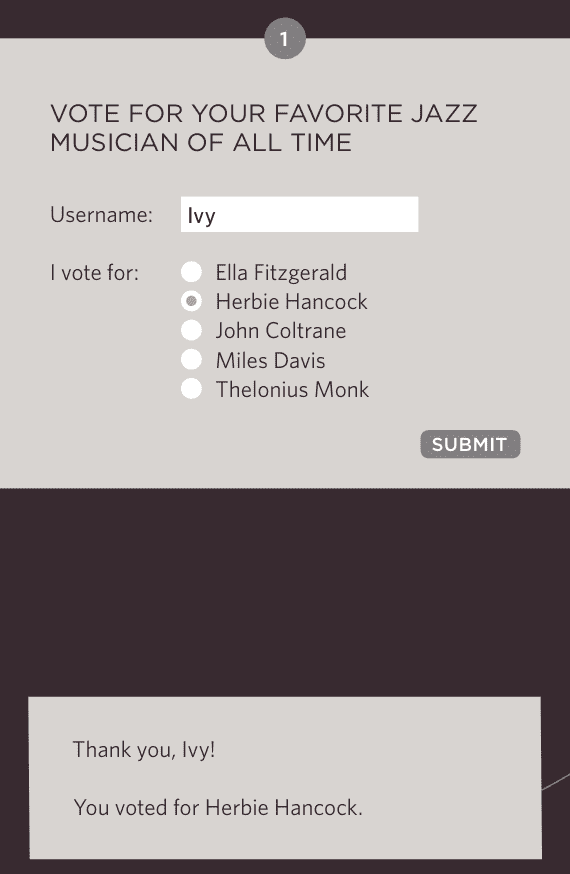 1
VOTE FOR YOUR FAVORITE JAZZ
MUSICIAN OF ALL TIME
Username: Ivy
I vote for: Ella Fitzgerald
Herbie Hancock
John Coltrane
Miles Davis
Thelonius Monk
SUBMIT
Thank you, Ivy!
You voted for Herbie Hancock.